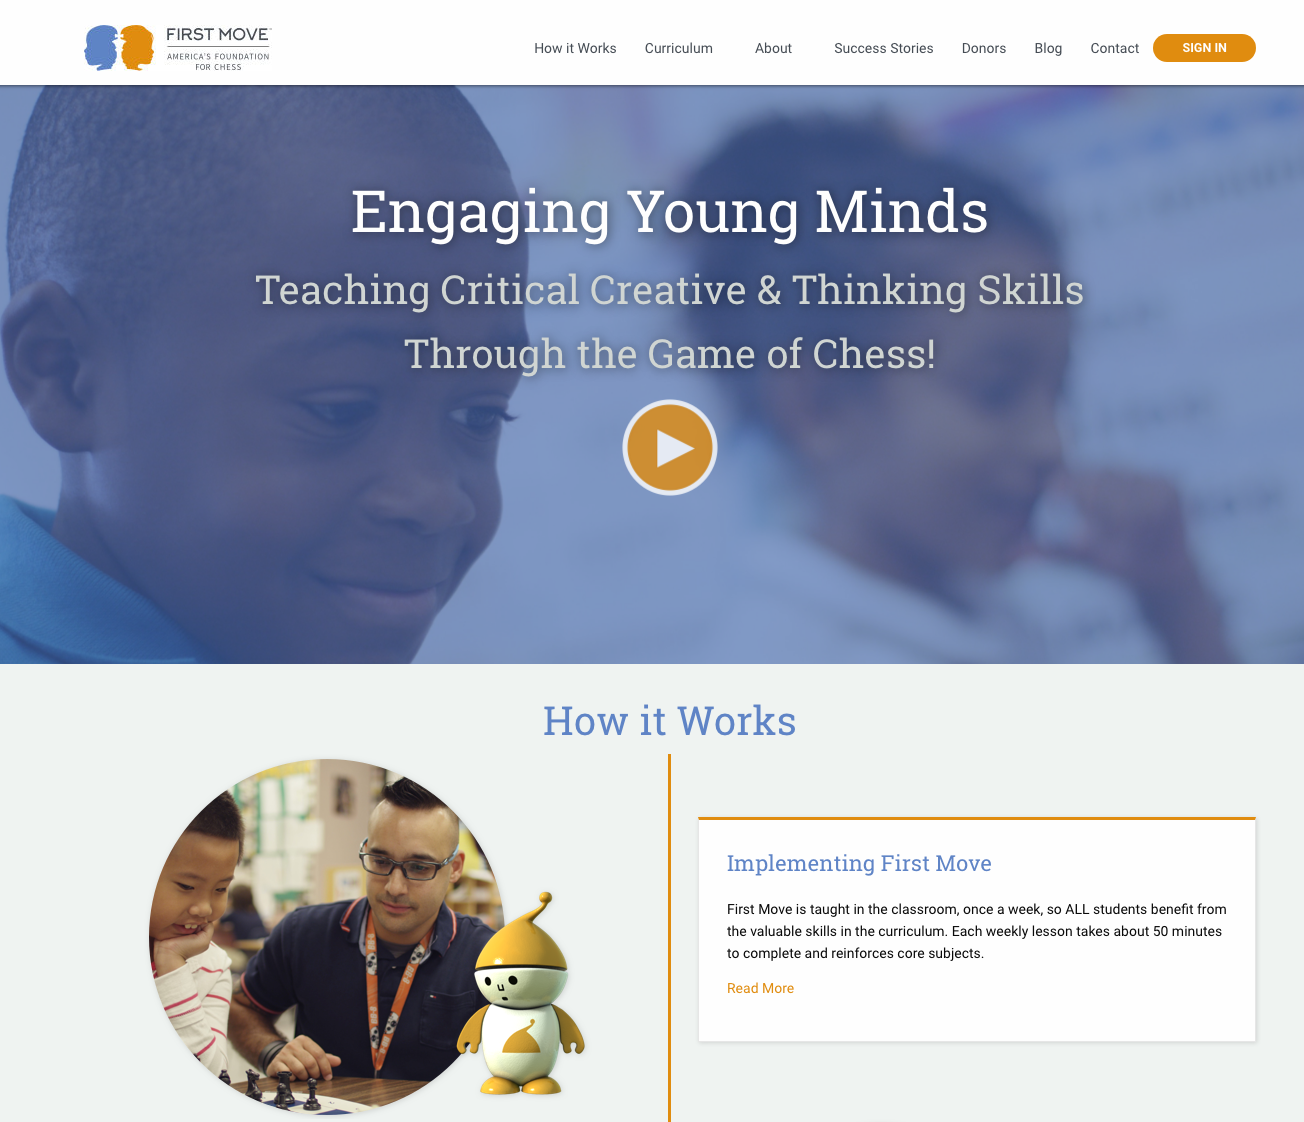 FIRST MOVE
AMERICA'S FOUNDATION
FOR CHESS
How it Works
Curriculum
About
Success Stories
Donors
Blog
Contact
SIGN IN
Engaging Young Minds
Teaching Critical Creative & Thinking Skills
Through the Game of Chess!
How it Works
Implementing First Move
First Move is taught in the classroom, once a week, so ALL students benefit from
the valuable skills in the curriculum. Each weekly lesson takes about 50 minutes
to complete and reinforces core subjects.
Read More